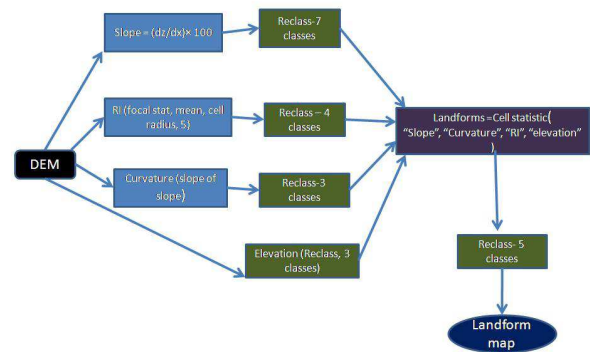 Slope = (dz/dx)× 100
Reclass-7
classes
RI (focal stat, mean, cell
radius, 5)
Reclass – 4
classes
Landforms =Cell statistic(
"Slope", "Curvature", "RI", "elevation"
)
DEM
Curvature (slope of
slope)
Reclass-3
classes
Elevation (Reclass, 3
classes)
Reclass- 5
classes
Landform
map